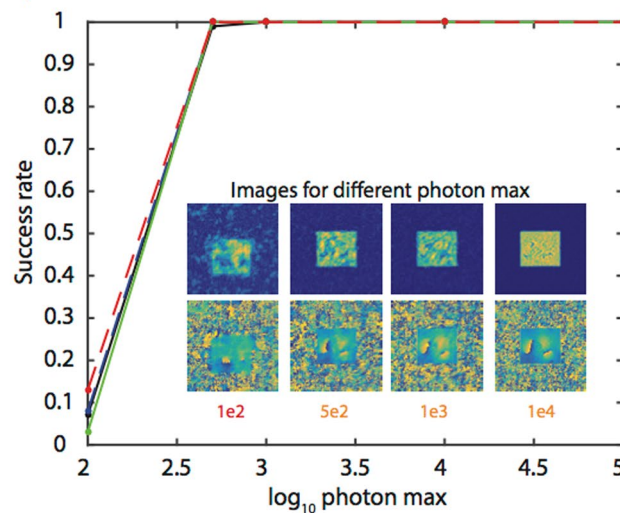 1
0.9
0.8
0.7
0.6
0.5
0.4
0.3
0.2
0.1
0
Success rate
Images for different photon max
1e2 5e2 1e3 1e4
2 2.5 3 3.5 4 4.5 5
log₁₀ photon max